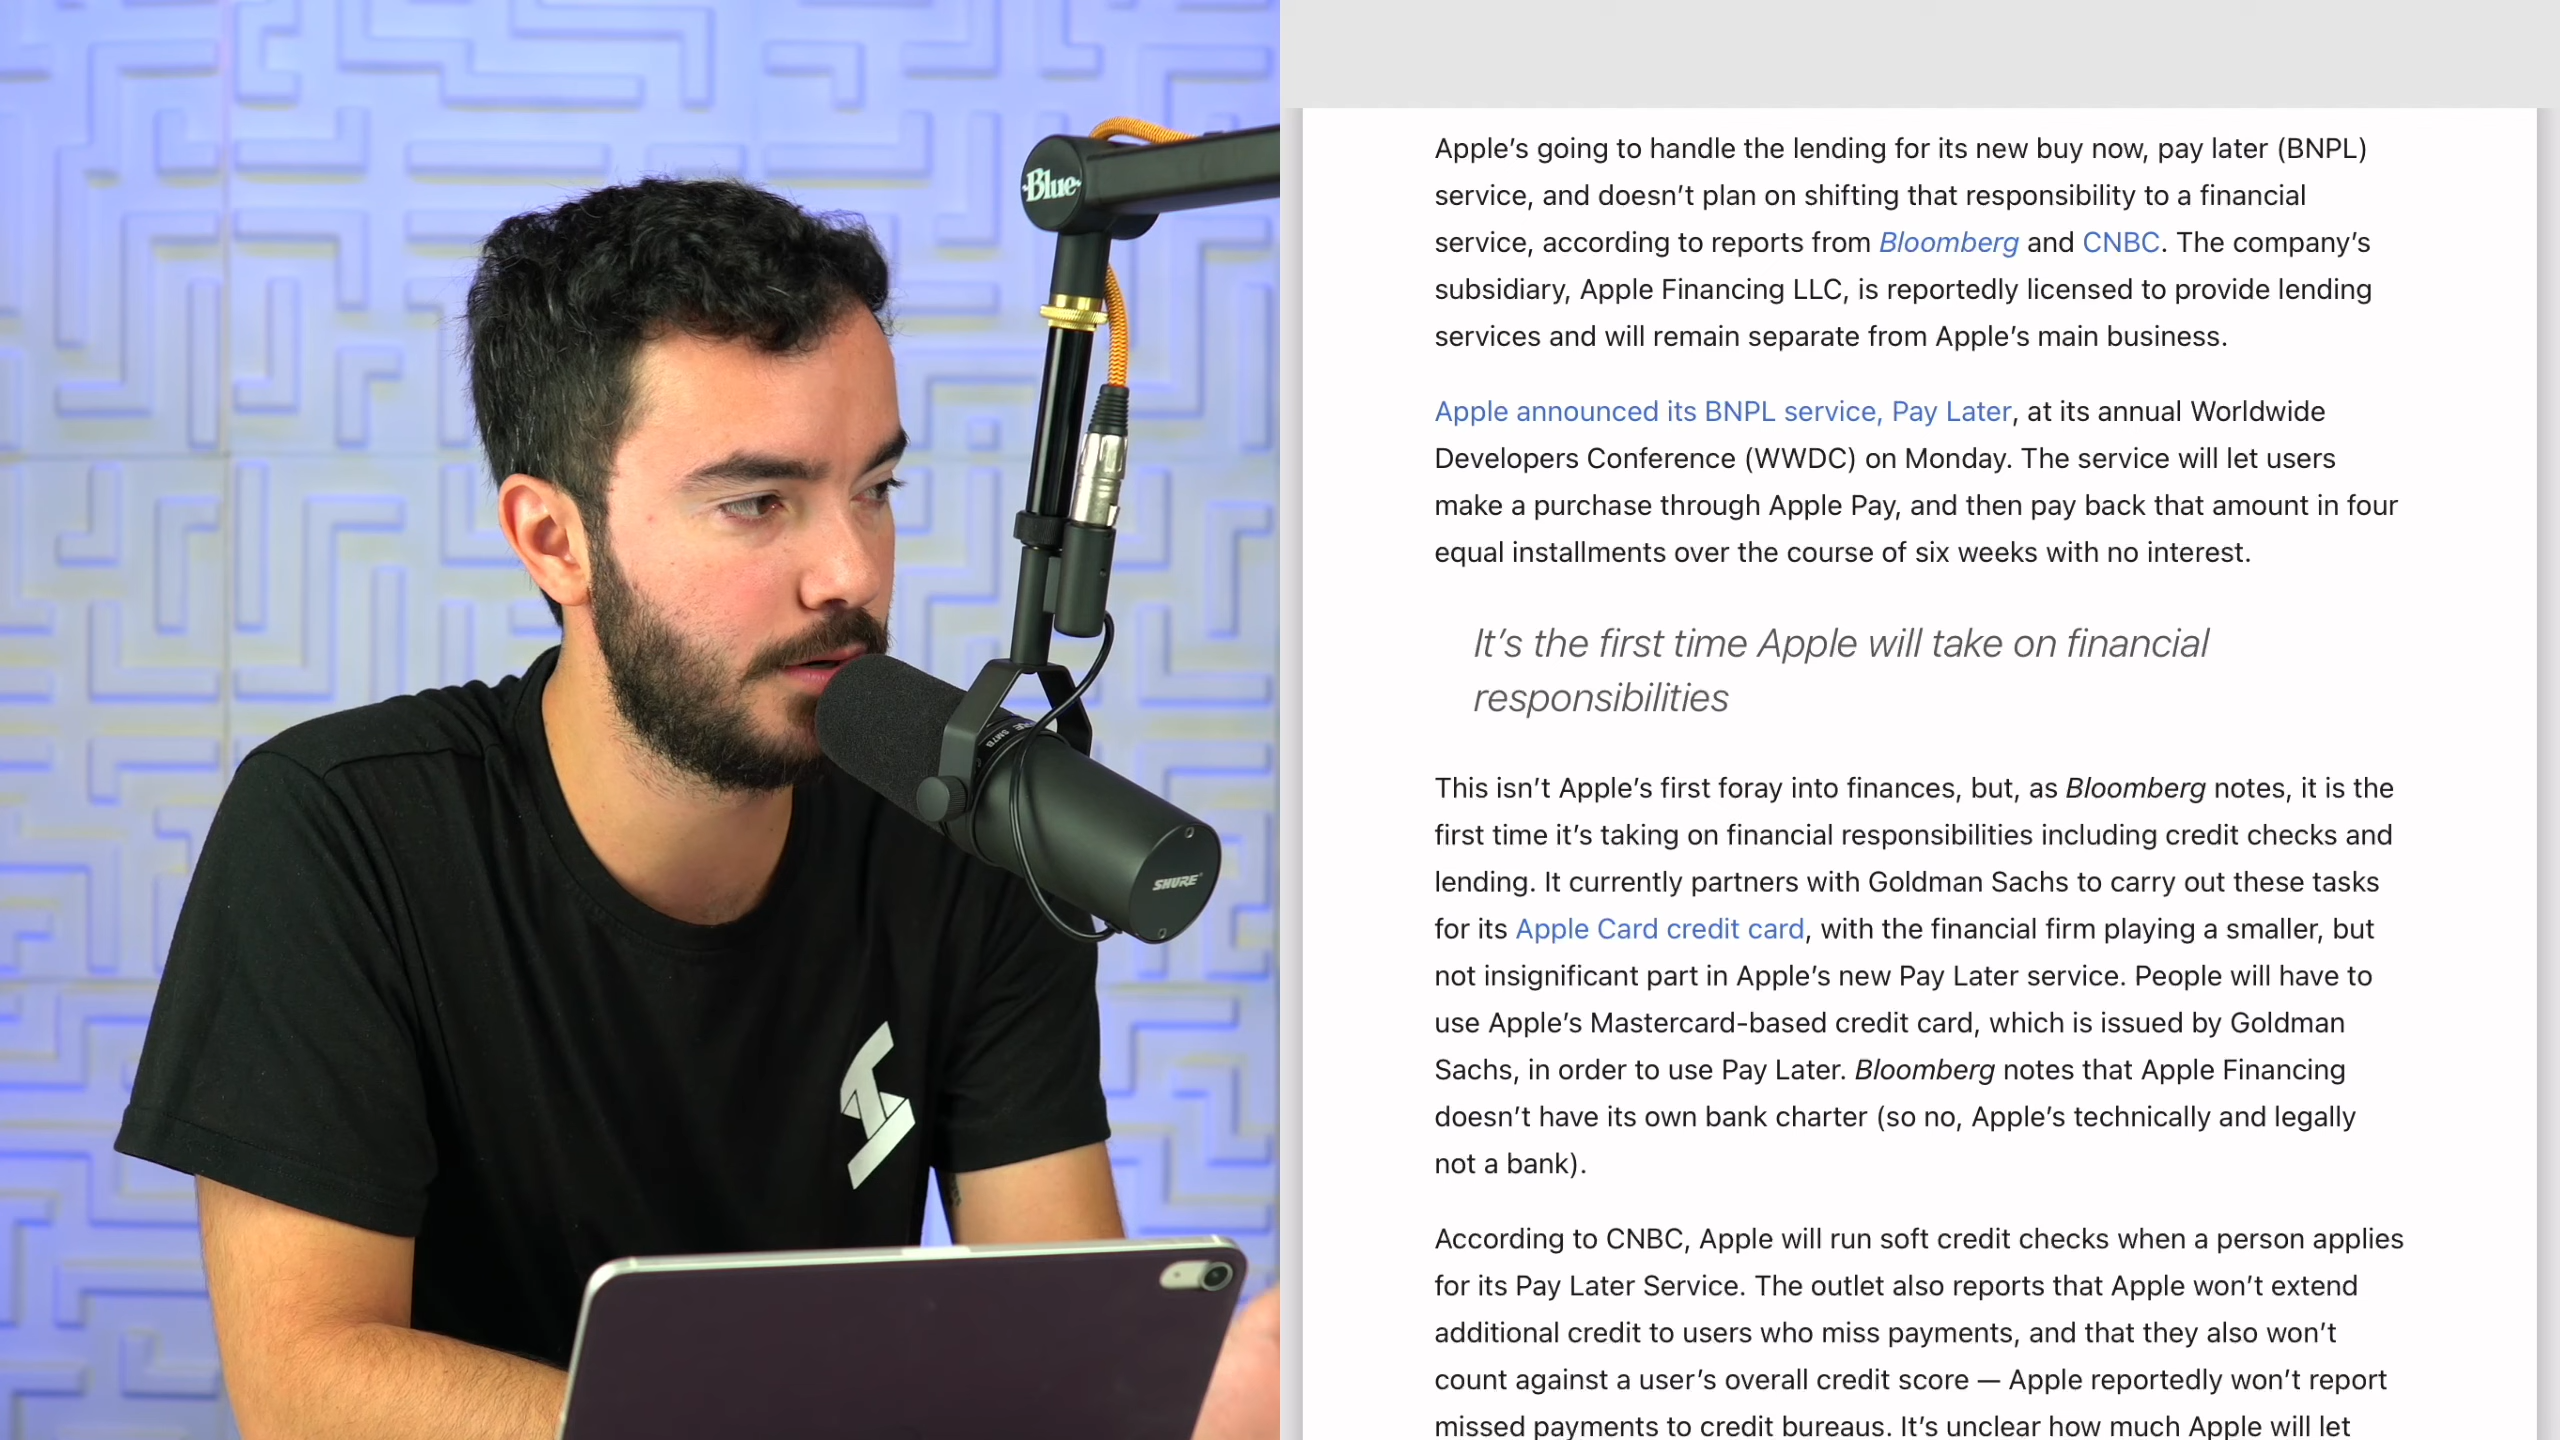 Blue
SM7B
SHURE
Apple’s going to handle the lending for its new buy now, pay later (BNPL)
service, and doesn’t plan on shifting that responsibility to a financial
service, according to reports from Bloomberg and CNBC. The company’s
subsidiary, Apple Financing LLC, is reportedly licensed to provide lending
services and will remain separate from Apple’s main business.
Apple announced its BNPL service, Pay Later, at its annual Worldwide
Developers Conference (WWDC) on Monday. The service will let users
make a purchase through Apple Pay, and then pay back that amount in four
equal installments over the course of six weeks with no interest.
It’s the first time Apple will take on financial
responsibilities
This isn’t Apple’s first foray into finances, but, as Bloomberg notes, it is the
first time it’s taking on financial responsibilities including credit checks and
lending. It currently partners with Goldman Sachs to carry out these tasks
for its Apple Card credit card, with the financial firm playing a smaller, but
not insignificant part in Apple’s new Pay Later service. People will have to
use Apple’s Mastercard-based credit card, which is issued by Goldman
Sachs, in order to use Pay Later. Bloomberg notes that Apple Financing
doesn’t have its own bank charter (so no, Apple’s technically and legally
not a bank).
According to CNBC, Apple will run soft credit checks when a person applies
for its Pay Later Service. The outlet also reports that Apple won’t extend
additional credit to users who miss payments, and that they also won’t
count against a user’s overall credit score — Apple reportedly won’t report
missed payments to credit bureaus. It’s unclear how much Apple will let